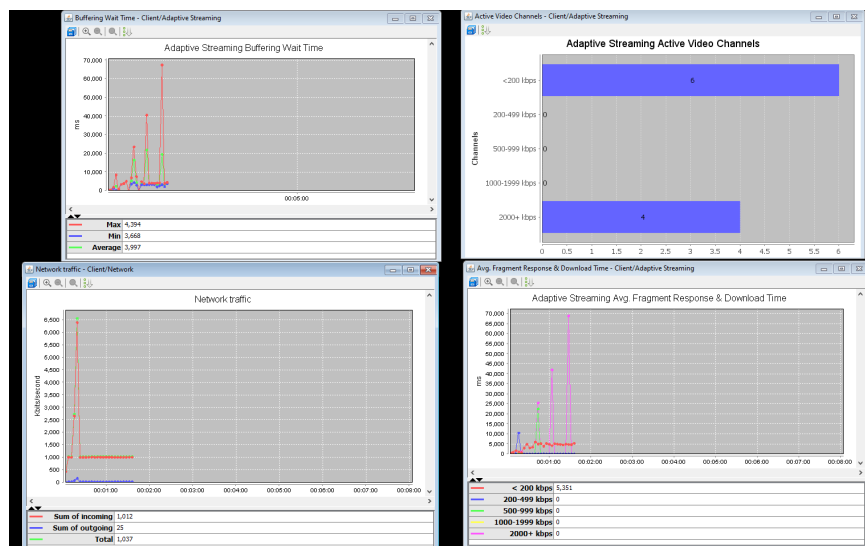 Buffering Wait Time - Client/Adaptive Streaming
Adaptive Streaming Buffering Wait Time
70,000
60,000
50,000
40,000
30,000
20,000
10,000
0
ms
00:05:00
Max 4,394
Min 3,668
Average 3,997
Active Video Channels - Client/Adaptive Streaming
Adaptive Streaming Active Video Channels
Channels
<200 kbps 6
200-499 kbps 0
500-999 kbps 0
1000-1999 kbps 0
2000+ kbps 4
0 0.5 1 1.5 2 2.5 3 3.5 4 4.5 5 5.5 6
Network traffic - Client/Network
Network traffic
6,500
6,000
5,500
5,000
4,500
4,000
3,500
3,000
2,500
2,000
1,500
1,000
500
0
kbits/second
00:01:00 00:02:00 00:03:00 00:04:00 00:05:00 00:06:00 00:07:00 00:08:00
Sum of incoming 1,012
Sum of outgoing 25
Total 1,037
Avg. Fragment Response & Download Time - Client/Adaptive Streaming
Adaptive Streaming Avg. Fragment Response & Download Time
70,000
65,000
60,000
55,000
50,000
45,000
40,000
35,000
30,000
25,000
20,000
15,000
10,000
5,000
0
ms
00:01:00 00:02:00 00:03:00 00:04:00 00:05:00 00:06:00 00:07:00 00:08:00
< 200 kbps 5,351
200-499 kbps 0
500-999 kbps 0
1000-1999 kbps 0
2000+ kbps 0